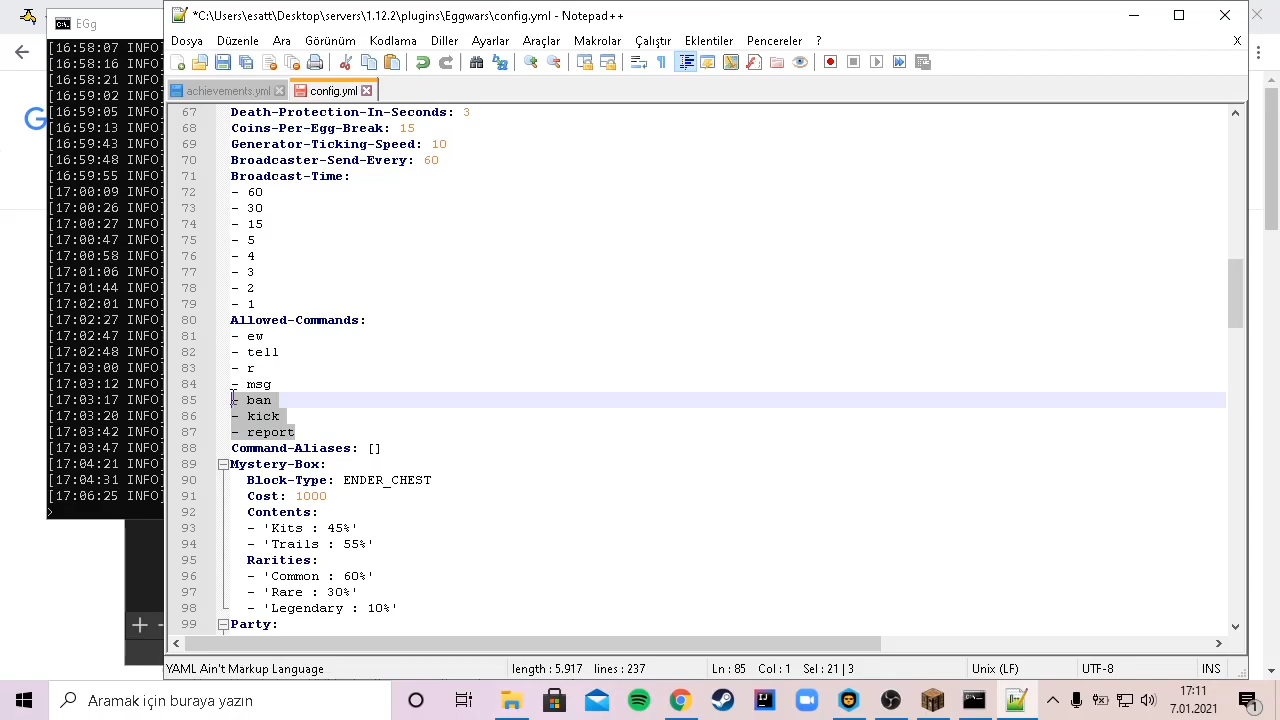 EGg
*C:\Users\esatt\Desktop\servers\1.12.2\plugins\Eggwars\config.yml - Notepad++
Dosya Düzenle Ara Görünüm Kodlama Diller Ayarlar Araçlar Makrolar Çalıştır Eklentiler Pencereler ? X
achievements.yml config.yml
[16:58:07 INFO]
[16:58:16 INFO]
[16:58:21 INFO]
[16:59:02 INFO]
[16:59:05 INFO]
[16:59:13 INFO]
[16:59:43 INFO]
[16:59:48 INFO]
[16:59:55 INFO]
[17:00:09 INFO]
[17:00:26 INFO]
[17:00:27 INFO]
[17:00:47 INFO]
[17:00:58 INFO]
[17:01:06 INFO]
[17:01:44 INFO]
[17:02:01 INFO]
[17:02:27 INFO]
[17:02:47 INFO]
[17:02:48 INFO]
[17:03:00 INFO]
[17:03:12 INFO]
[17:03:17 INFO]
[17:03:20 INFO]
[17:03:42 INFO]
[17:03:47 INFO]
[17:04:21 INFO]
[17:04:31 INFO]
[17:06:25 INFO]
>
67 Death-Protection-In-Seconds: 3
68 Coins-Per-Egg-Break: 15
69 Generator-Ticking-Speed: 10
70 Broadcaster-Send-Every: 60
71 Broadcast-Time:
72 - 60
73 - 30
74 - 15
75 - 5
76 - 4
77 - 3
78 - 2
79 - 1
80 Allowed-Commands:
81 - ew
82 - tell
83 - r
84 - msg
85 - ban
86 - kick
87 - report
88 Command-Aliases: []
89 Mystery-Box:
90 Block-Type: ENDER_CHEST
91 Cost: 1000
92 Contents:
93 - 'Kits : 45%'
94 - 'Trails : 55%'
95 Rarities:
96 - 'Common : 60%'
97 - 'Rare : 30%'
98 - 'Legendary : 10%'
99 Party:
YAML Ain't Markup Language length : 5.917 lines : 237 Ln : 85 Col : 1 Sel : 21 | 3 Unix (LF) UTF-8 INS
Aramak için buraya yazın
17:11
7.01.2021
1